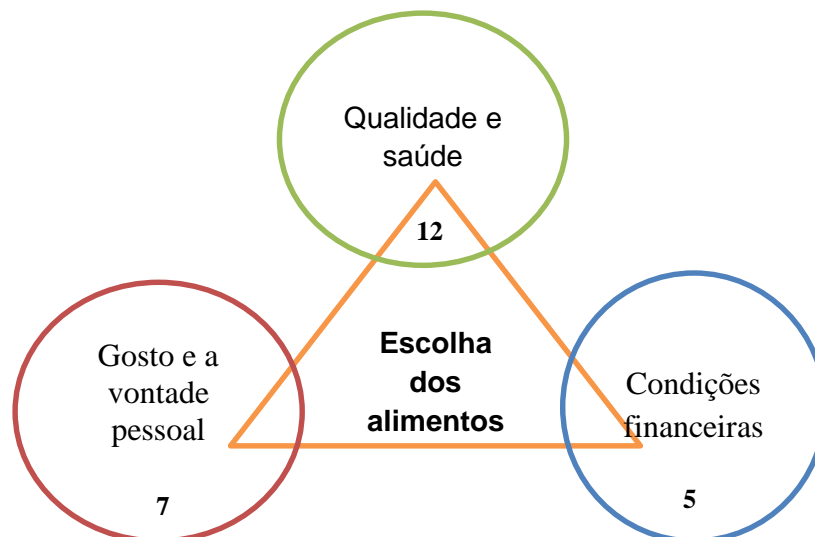 Qualidade e
saúde
12
Escolha
dos
alimentos
Gosto e a
vontade
pessoal
7
Condições
financeiras
5